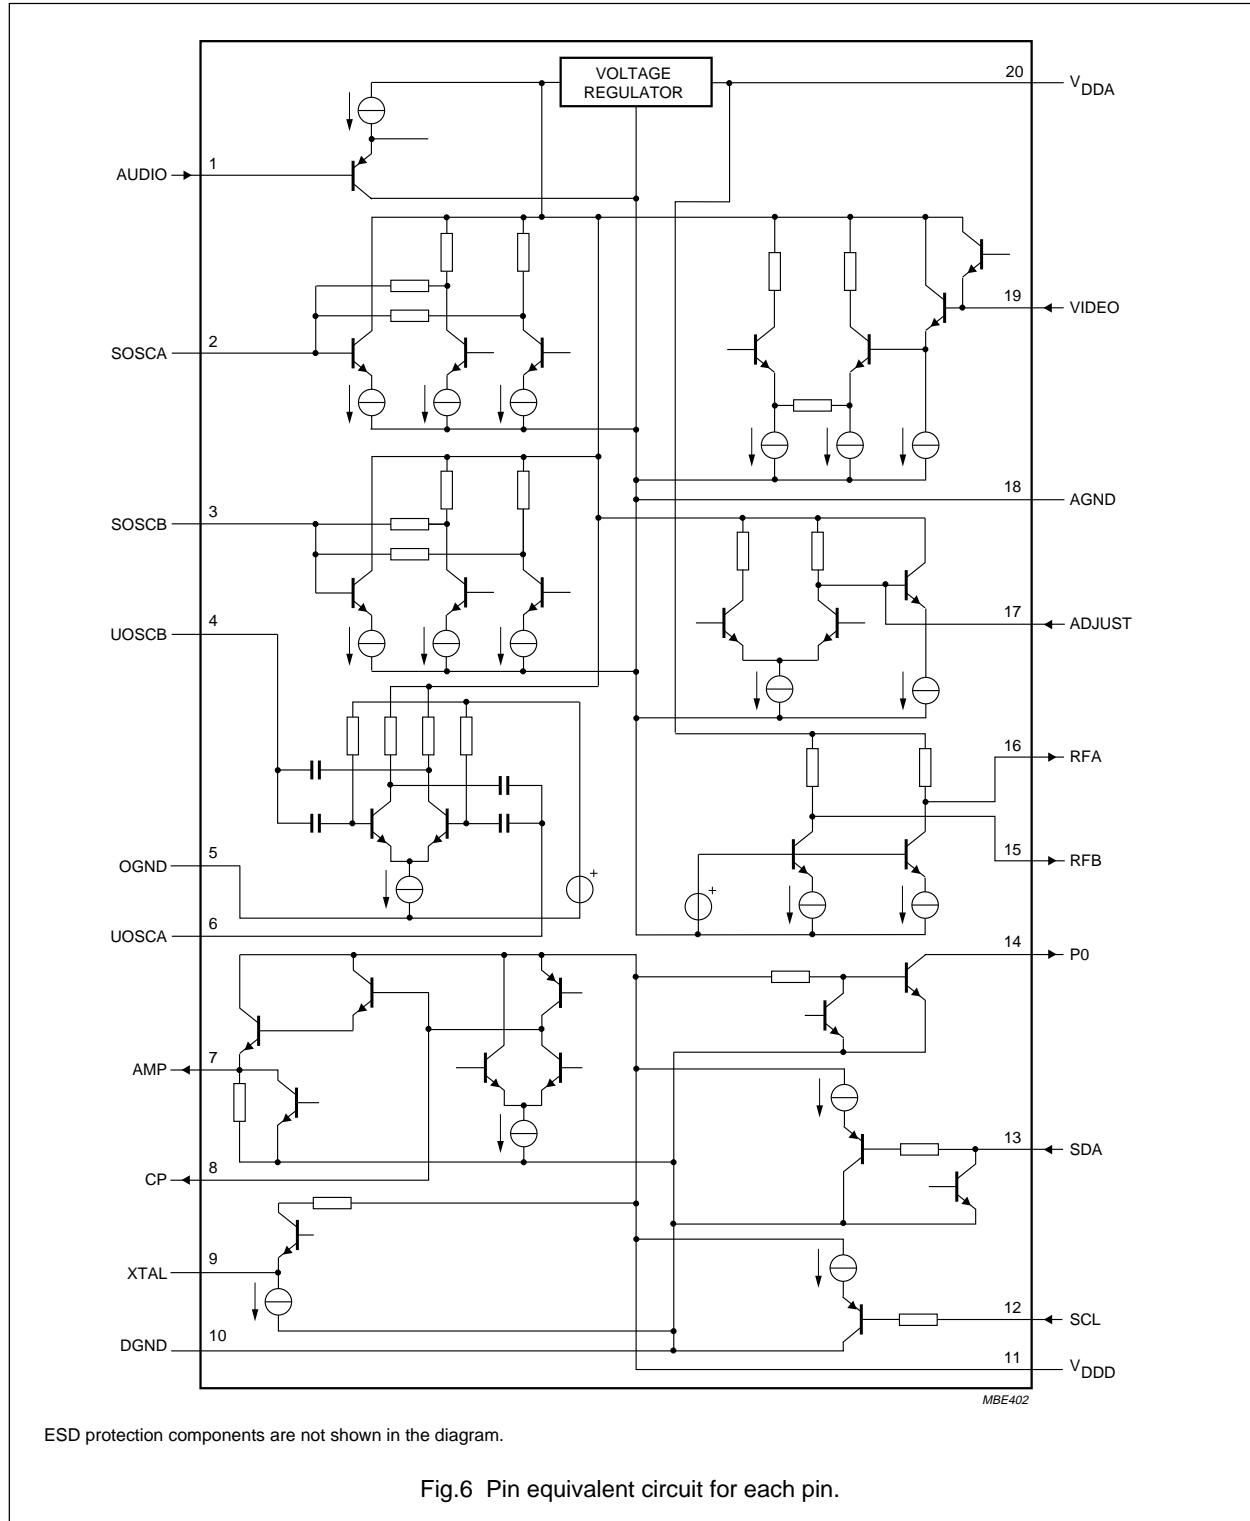 VOLTAGE
REGULATOR
20
VDDA
1
AUDIO
19
VIDEO
2
SOSCA
18
AGND
3
SOSCB
17
ADJUST
4
UOSCB
16
RFA
15
RFB
5
OGND
+
+
6
UOSCA
14
P0
7
AMP
13
SDA
8
CP
9
XTAL
12
SCL
10
DGND
11
VDDD
MBE402
ESD protection components are not shown in the diagram.
Fig.6 Pin equivalent circuit for each pin.